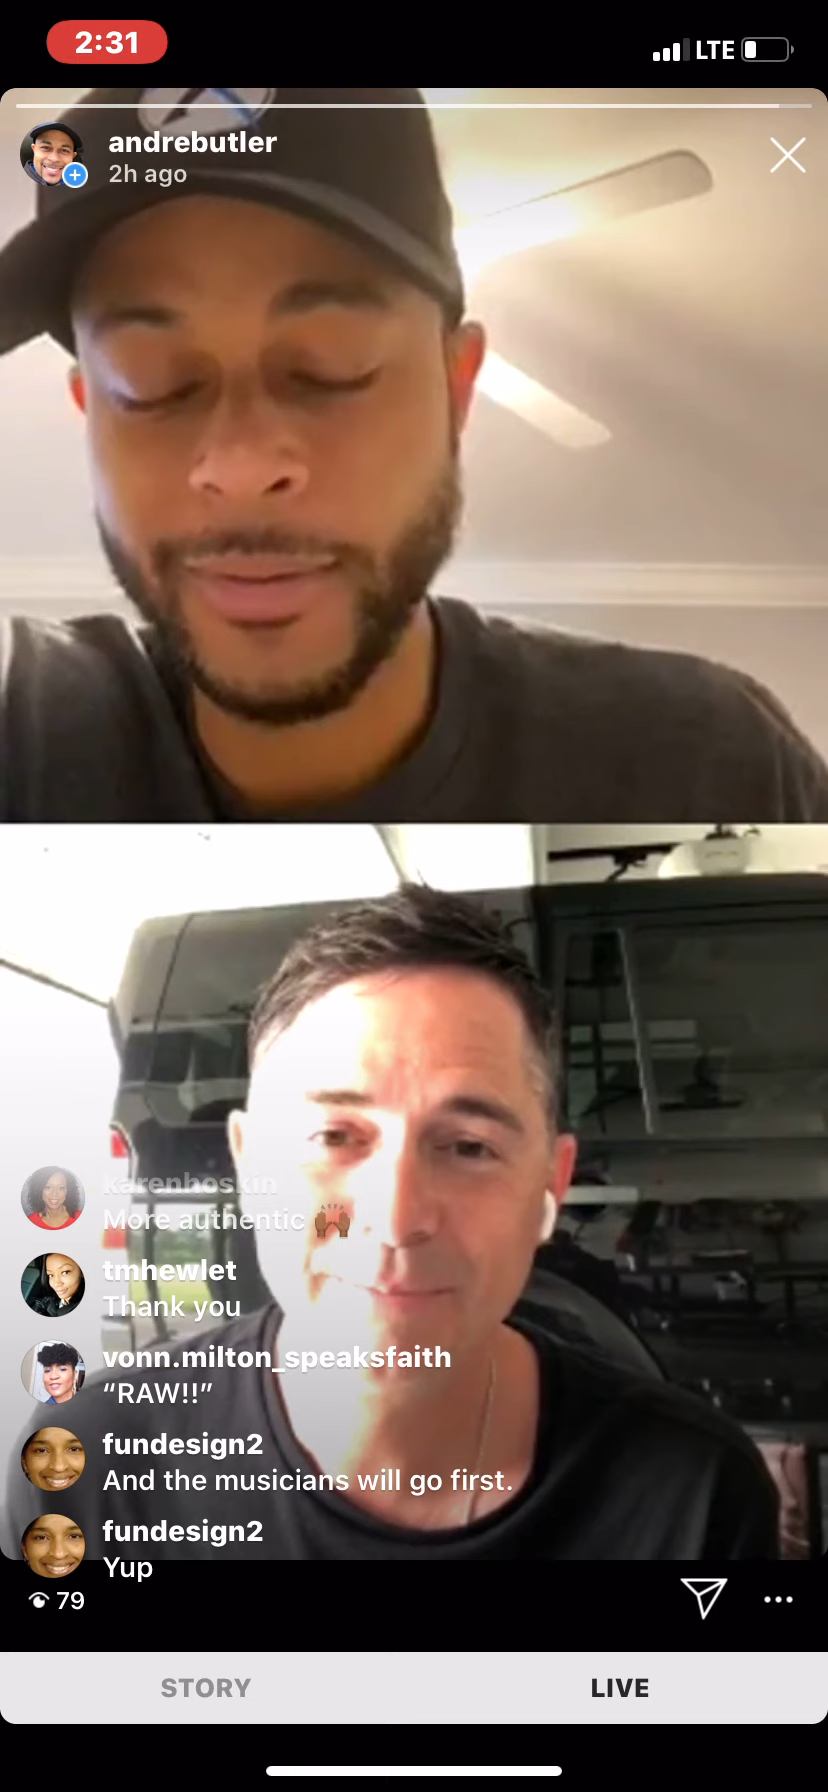 2:31
LTE
andrebutler
2h ago
karenhoskin
More authentic 🙌🏾
tmhewlet
Thank you
vonn.milton_speaksfaith
“RAW!!”
fundesign2
And the musicians will go first.
fundesign2
Yup
79
STORY
LIVE